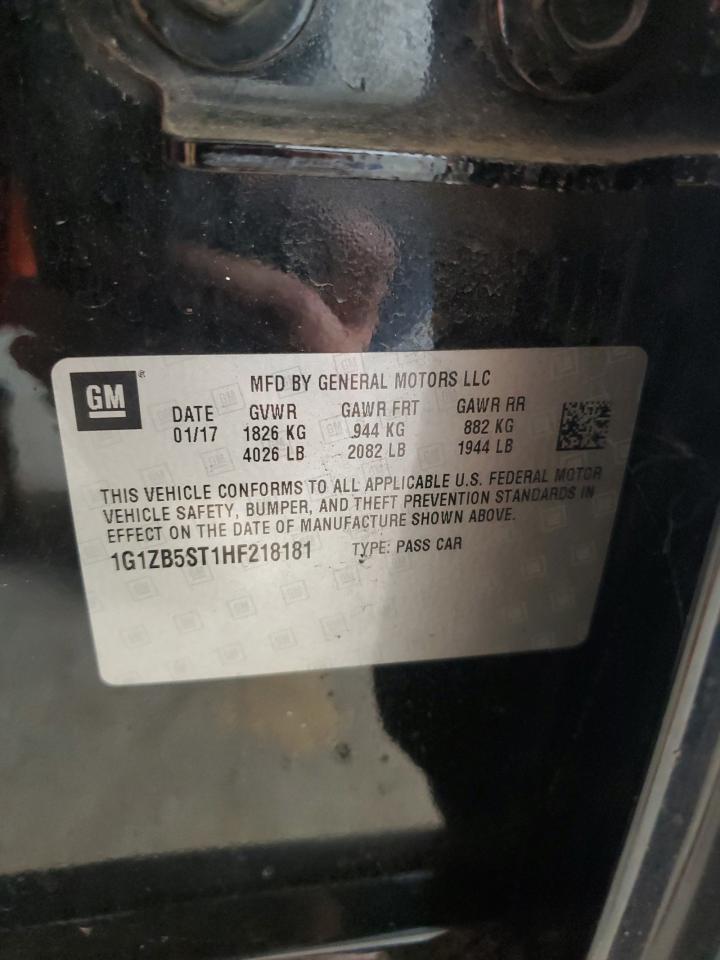 GM®
MFD BY GENERAL MOTORS LLC
DATE GVWR GAWR FRT GAWR RR
01/17 1826 KG 944 KG 882 KG
4026 LB 2082 LB 1944 LB
THIS VEHICLE CONFORMS TO ALL APPLICABLE U.S. FEDERAL MOTOR
VEHICLE SAFETY, BUMPER, AND THEFT PREVENTION STANDARDS IN
EFFECT ON THE DATE OF MANUFACTURE SHOWN ABOVE.
1G1ZB5ST1HF218181 TYPE: PASS CAR